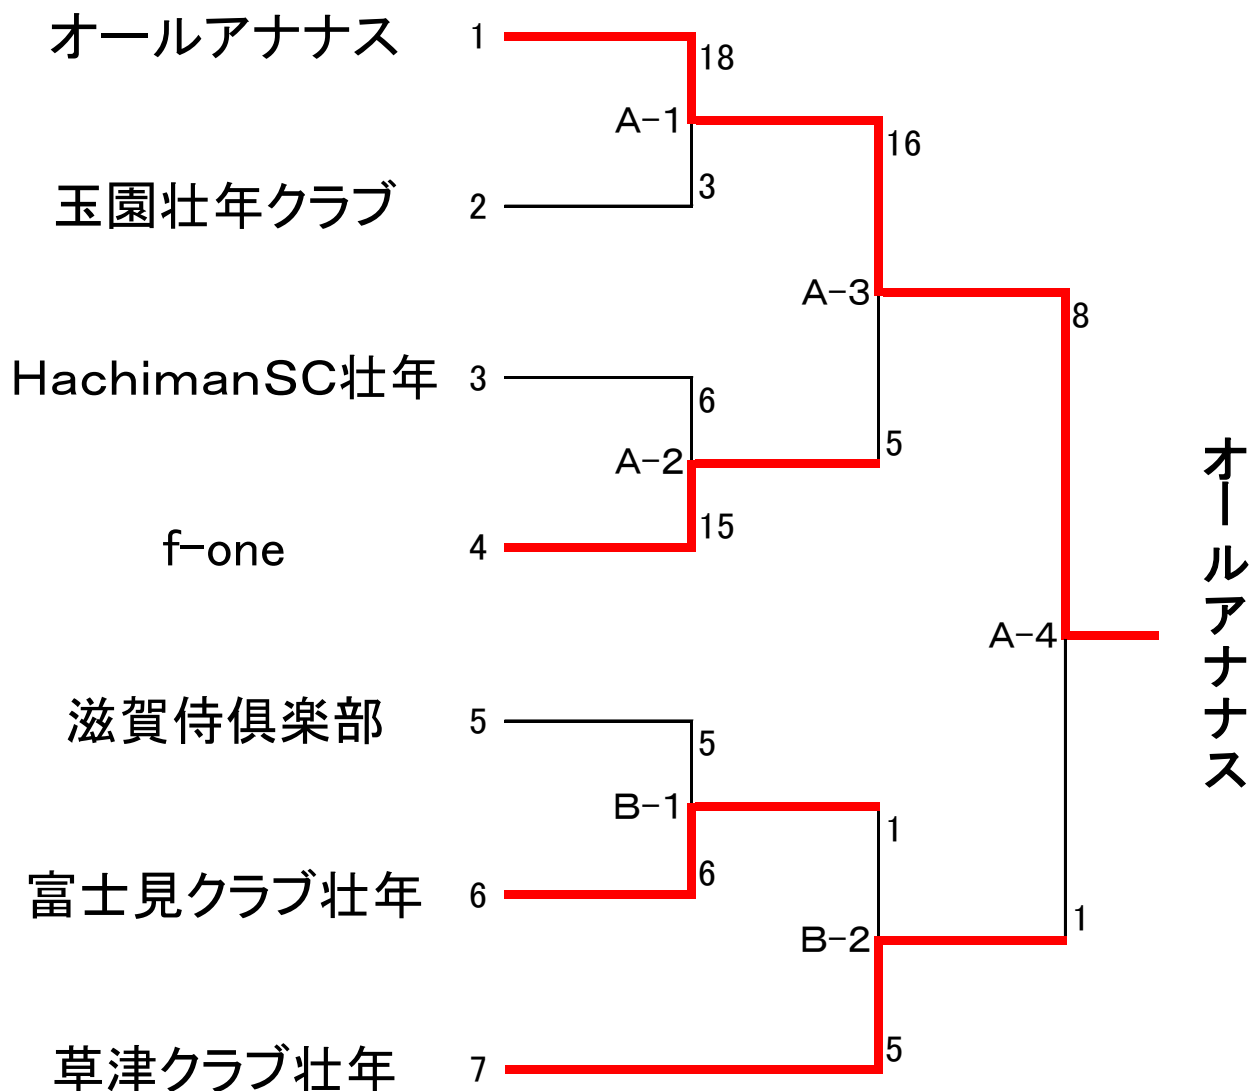 オールアナナス 1
18
A-1
16
3
玉園壮年クラブ 2
A-3
8
HachimanSC壮年 3
6
5
A-2
15
f-one 4
オールアナナス
A-4
滋賀侍倶楽部 5
5
B-1
1
6
富士見クラブ壮年 6
1
B-2
5
草津クラブ壮年 7